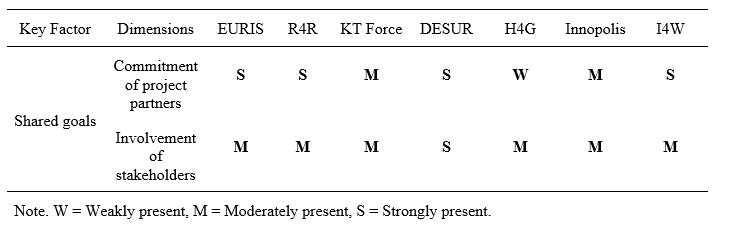 Key Factor Dimensions EURIS R4R KT Force DESUR H4G Innopolis I4W
Commitment
of project
partners
S S M S W M S
Shared goals
Involvement
of
stakeholders
M M M S M M M
Note. W = Weakly present, M = Moderately present, S = Strongly present.